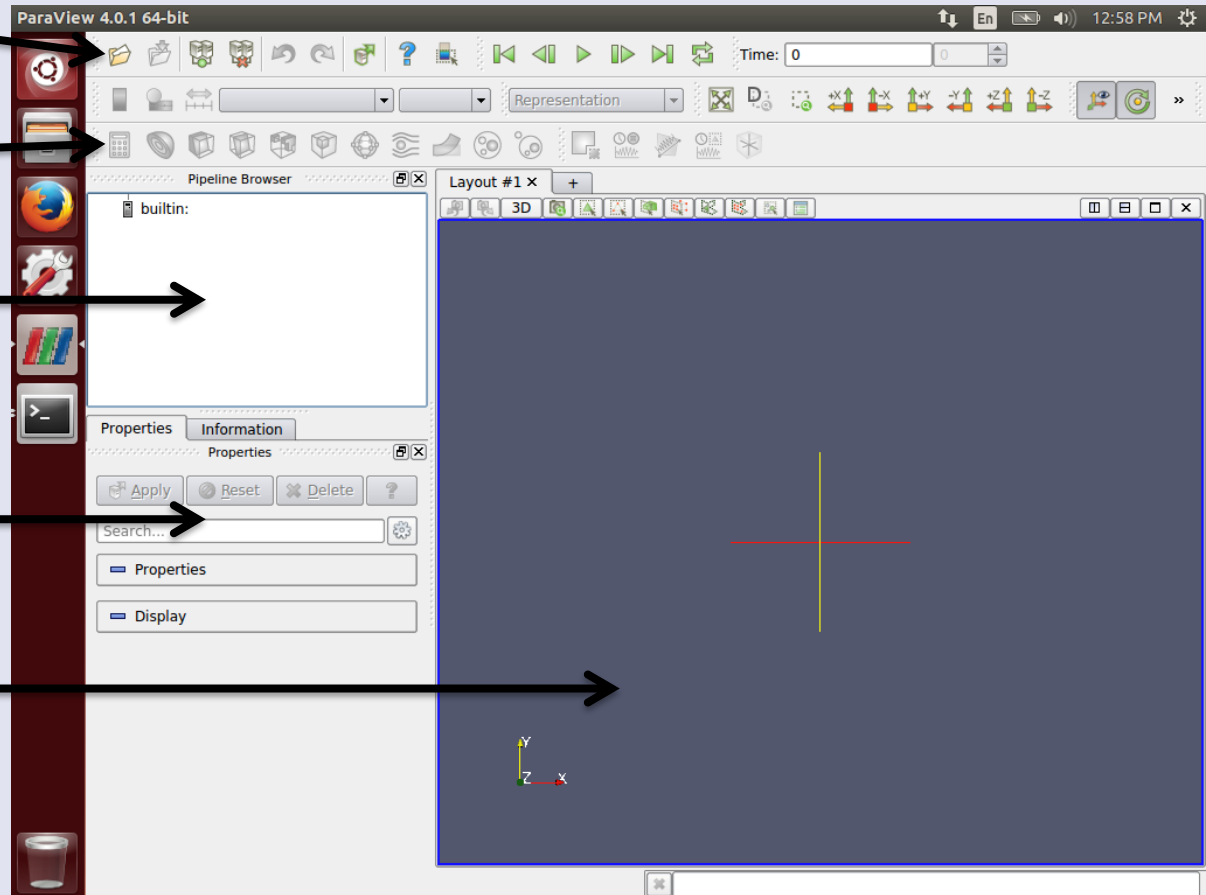 ParaView 4.0.1 64-bit
En
12:58 PM
?
Time: 0
0
Representation
D
+X
-X
+Y
-Y
+Z
-Z
»
Pipeline Browser
Layout #1 ×
+
builtin:
3D
Properties
Information
Properties
Apply
Reset
Delete
?
Search...
Properties
Display
>_
Y
Z
X